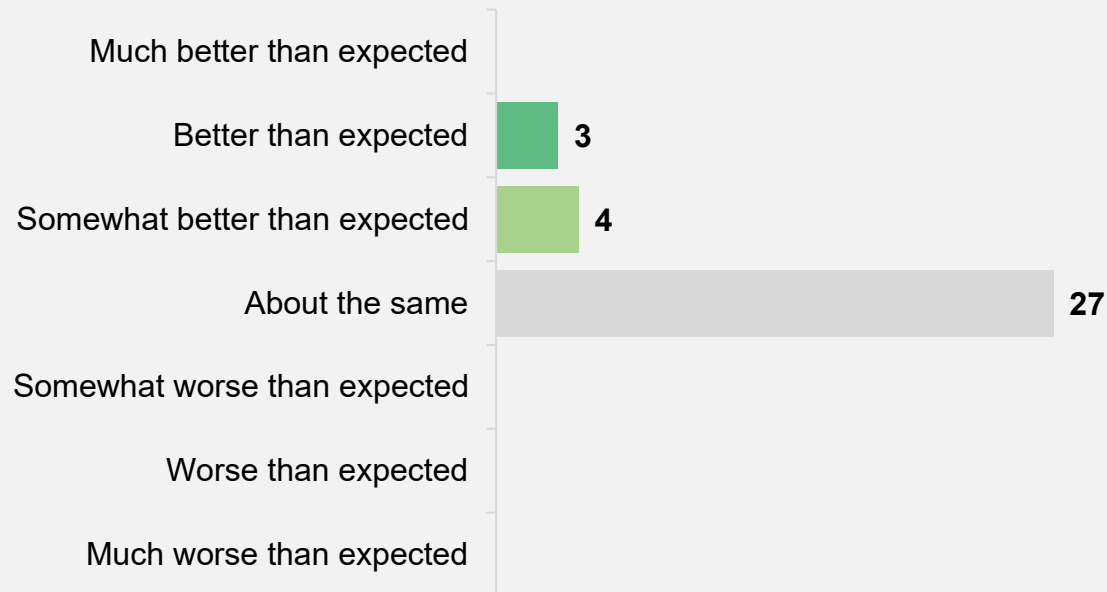 Much better than expected
Better than expected 3
Somewhat better than expected 4
About the same 27
Somewhat worse than expected
Worse than expected
Much worse than expected